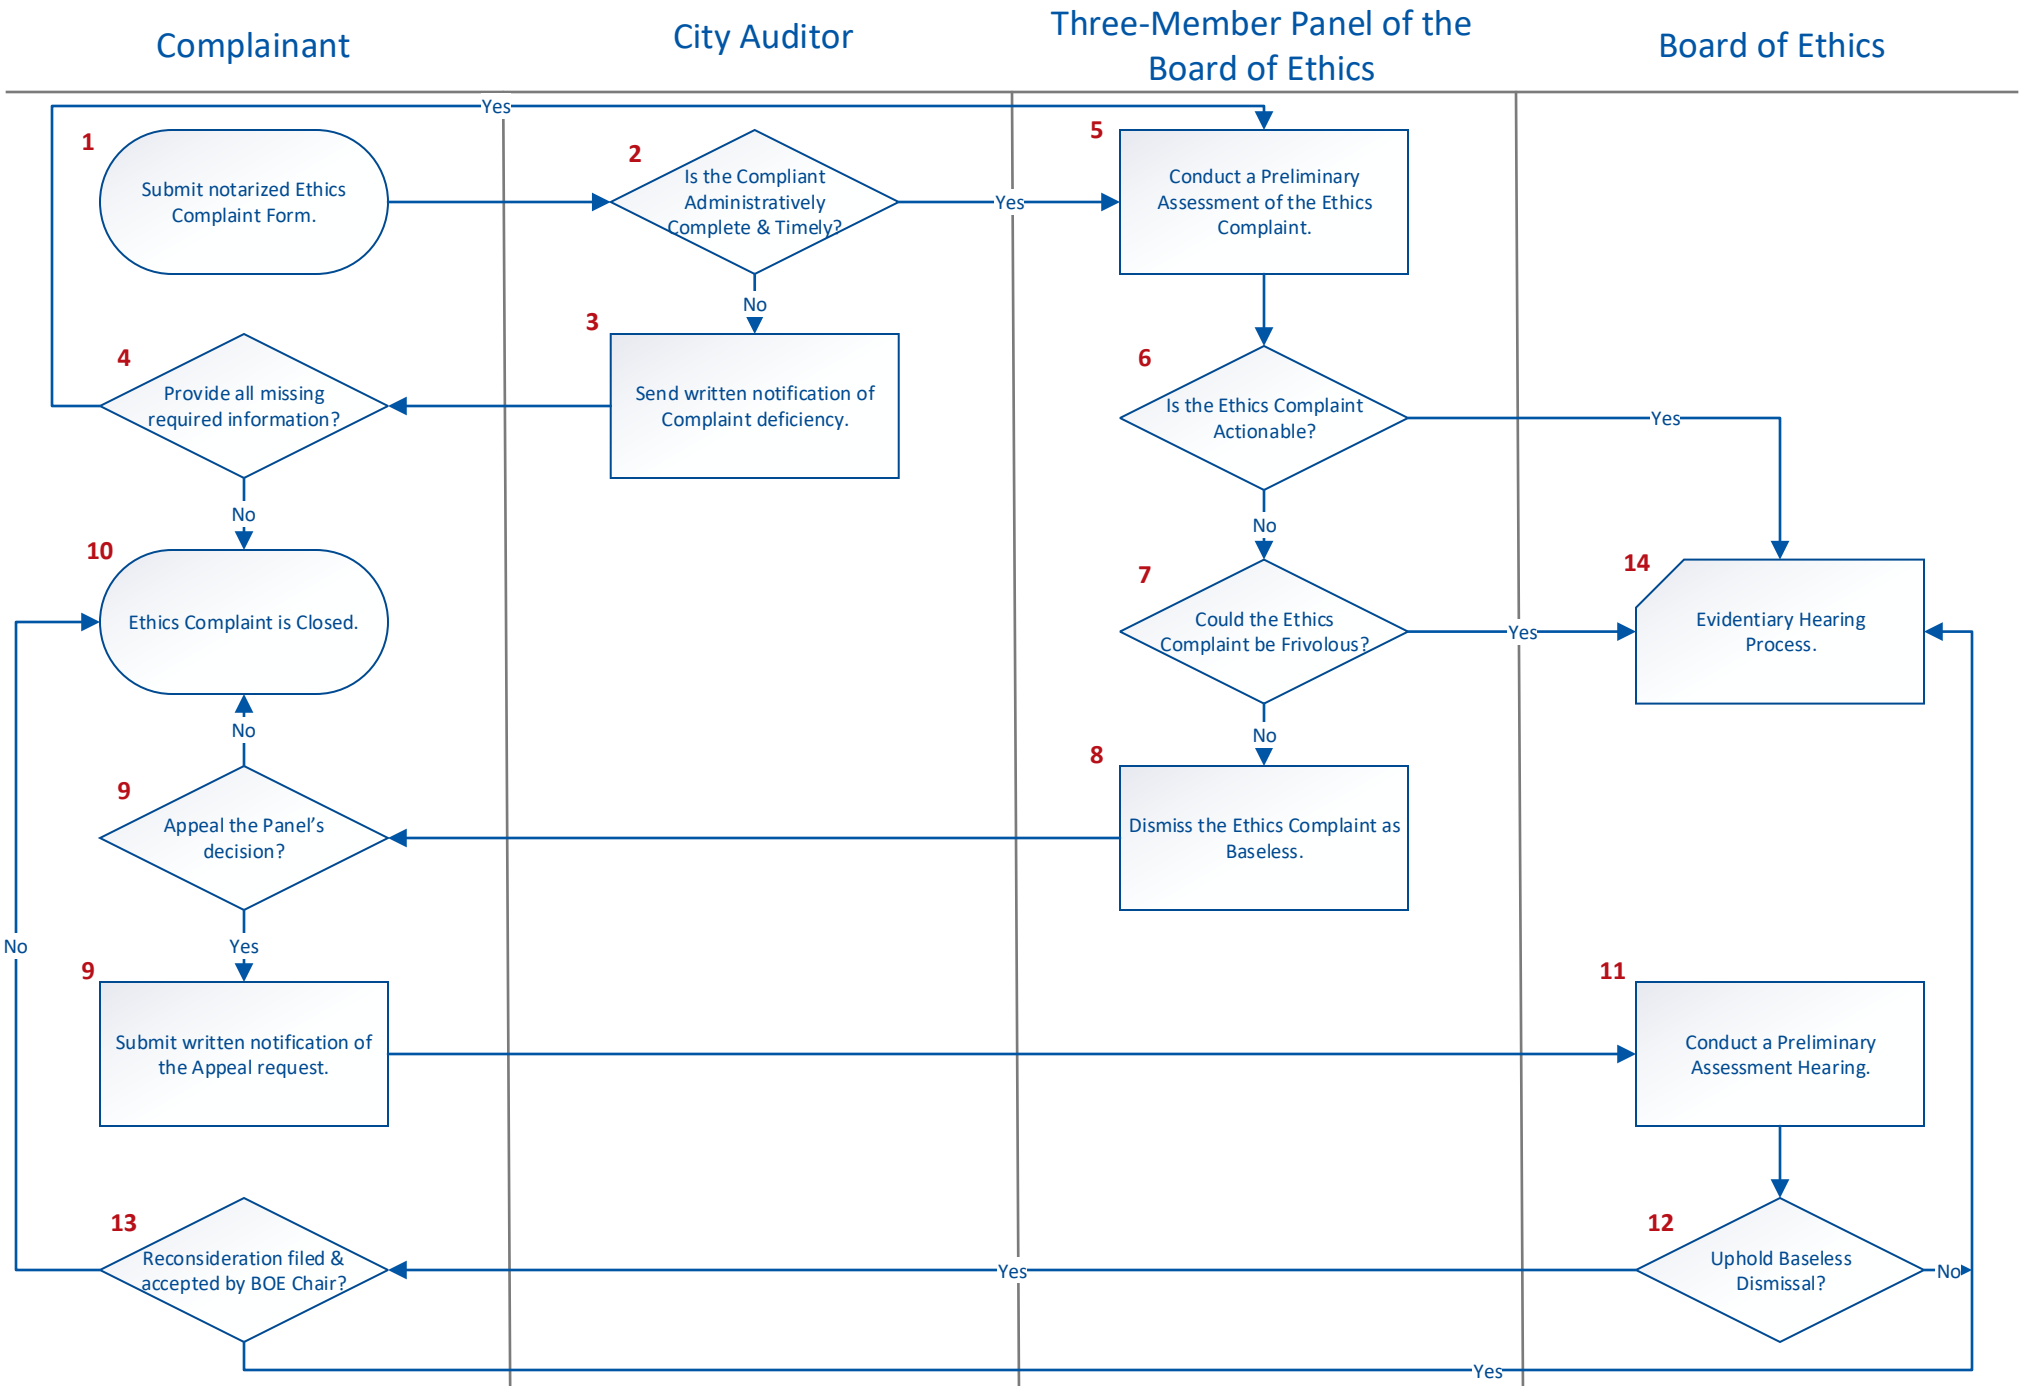 Complainant
City Auditor
Three-Member Panel of the
Board of Ethics
Board of Ethics
Yes
1
Submit notarized Ethics
Complaint Form.
2
Is the Compliant
Administratively
Complete & Timely?
Yes
5
Conduct a Preliminary
Assessment of the Ethics
Complaint.
No
3
Send written notification of
Complaint deficiency.
4
Provide all missing
required information?
No
6
Is the Ethics Complaint
Actionable?
Yes
No
10
Ethics Complaint is Closed.
7
Could the Ethics
Complaint be Frivolous?
Yes
14
Evidentiary Hearing
Process.
No
No
8
Dismiss the Ethics Complaint as
Baseless.
9
Appeal the Panel’s
decision?
No
Yes
9
Submit written notification of
the Appeal request.
11
Conduct a Preliminary
Assessment Hearing.
13
Reconsideration filed &
accepted by BOE Chair?
Yes
12
Uphold Baseless
Dismissal?
No
Yes